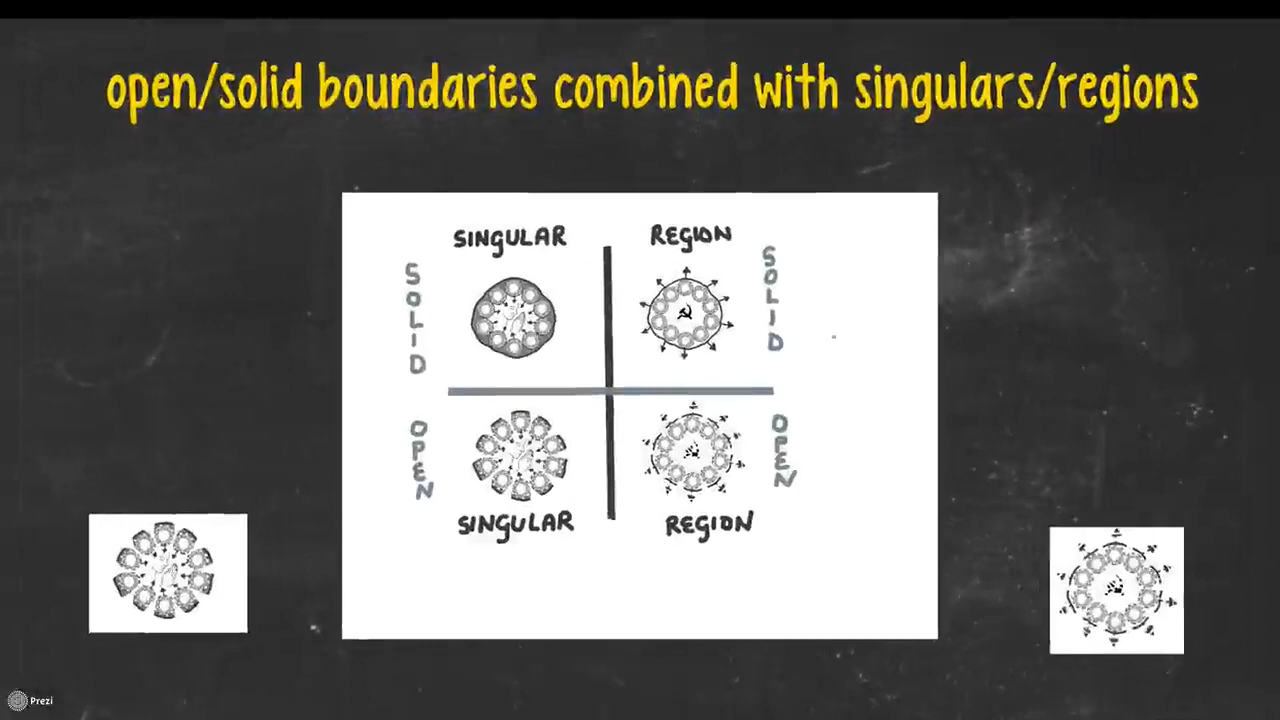 open/solid boundaries combined with singulars/regions
SINGULAR
REGION
SOLID
SOLID
OPEN
OPEN
SINGULAR
REGION
Prezi